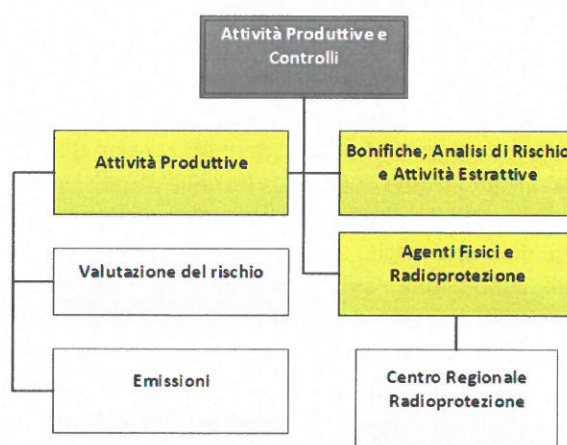 Attività Produttive e
Controlli
Attività Produttive
Bonifiche, Analisi di Rischio
e Attività Estrattive
Valutazione del rischio
Agenti Fisici e
Radioprotezione
Emissioni
Centro Regionale
Radioprotezione